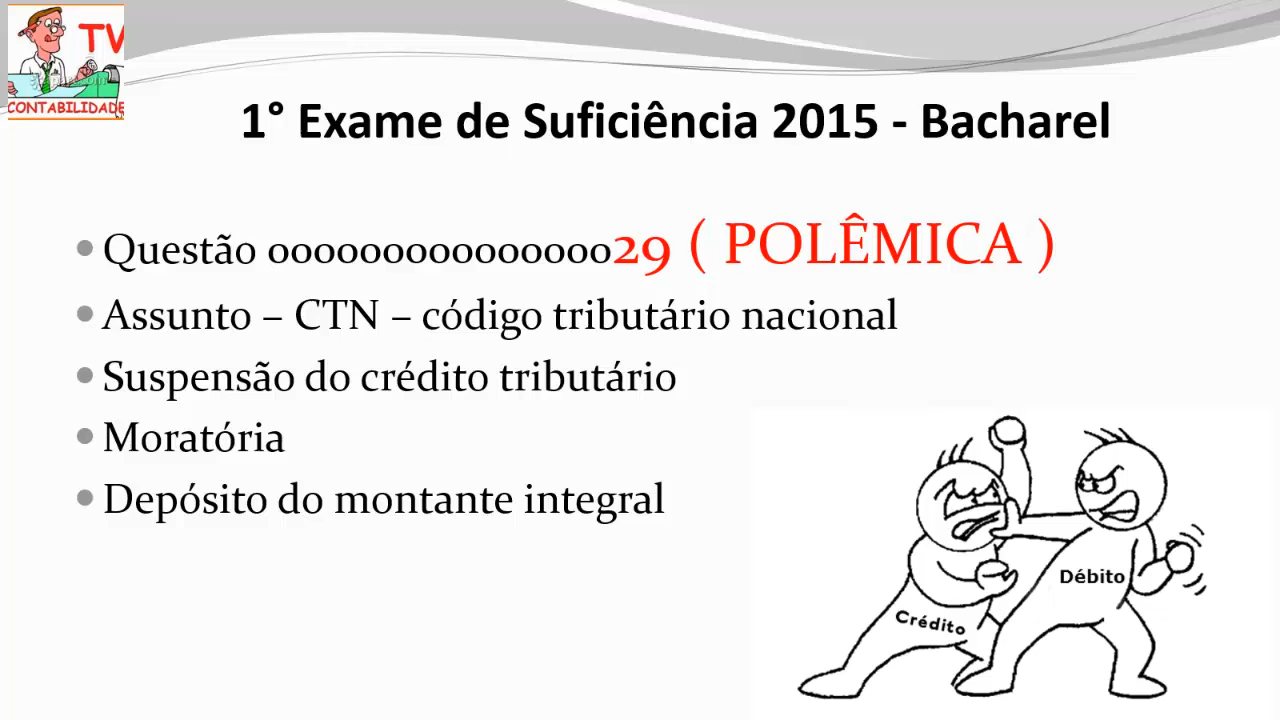 TV
CONTABILIDADE
1° Exame de Suficiência 2015 - Bacharel
Questão 00000000000000029 ( POLÊMICA )
Assunto – CTN – código tributário nacional
Suspensão do crédito tributário
Moratória
Depósito do montante integral
Débito
Crédito